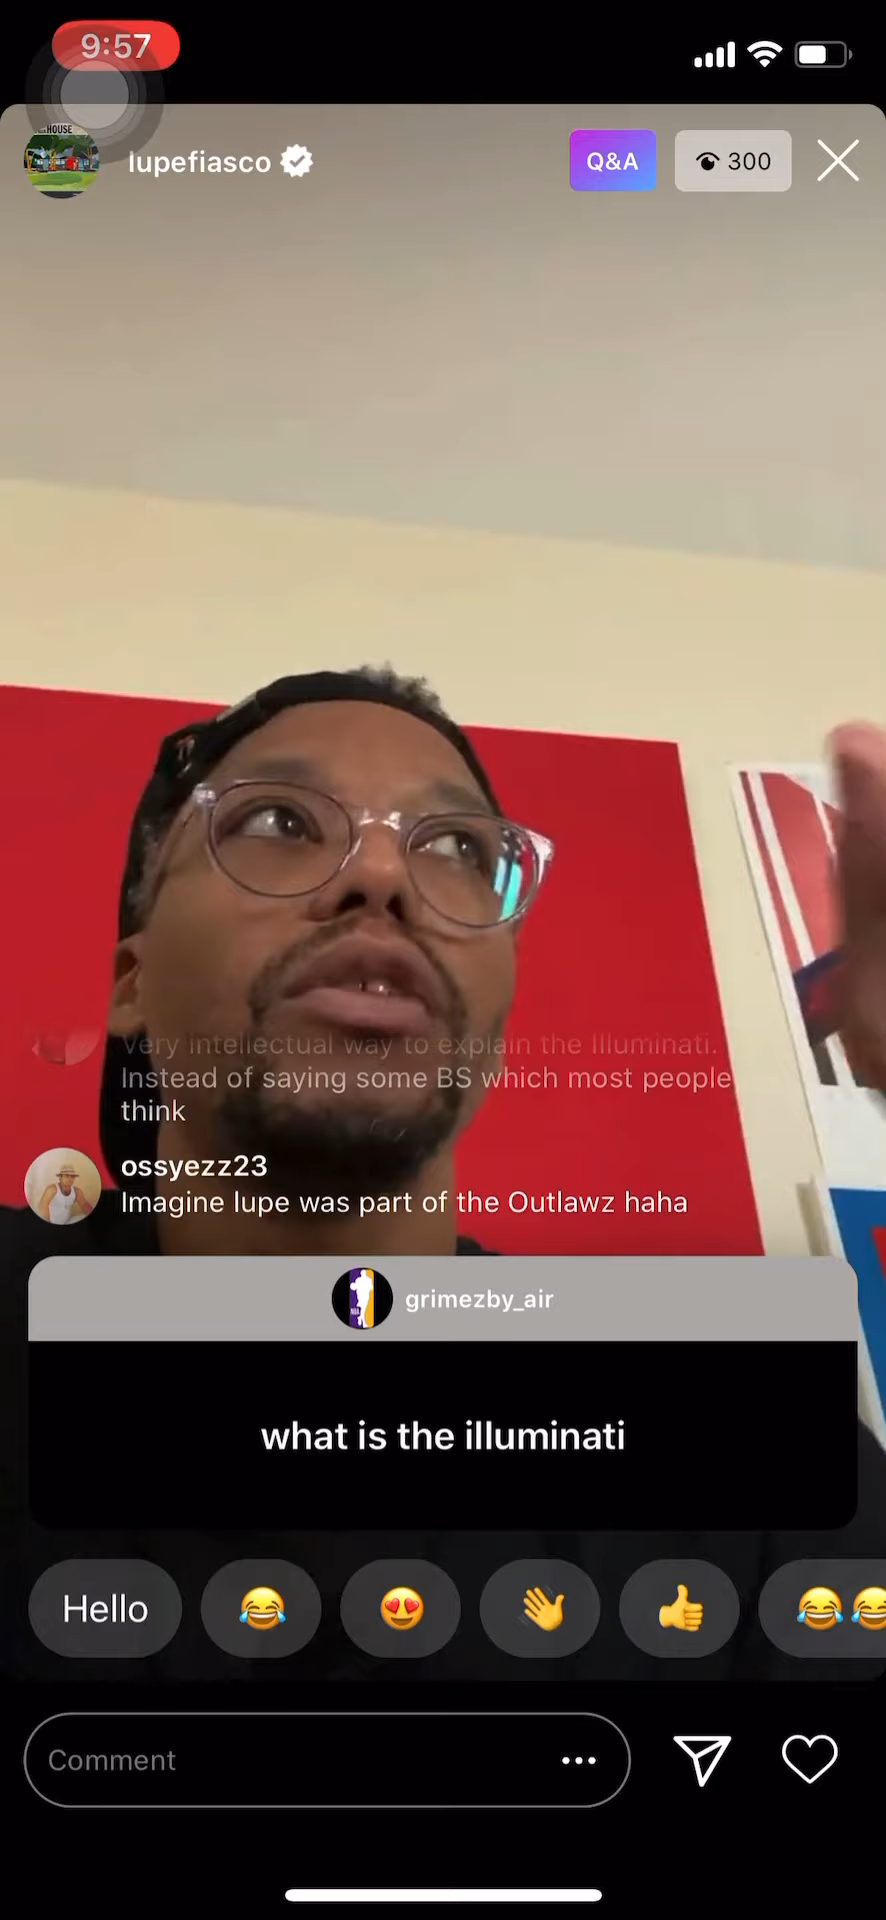 9:57
HOUSE
lupefiasco
Q&A
300
Very intellectual way to explain the Illuminati.
Instead of saying some BS which most people
think
ossyezz23
Imagine lupe was part of the Outlawz haha
grimezby_air
what is the illuminati
Hello
Comment